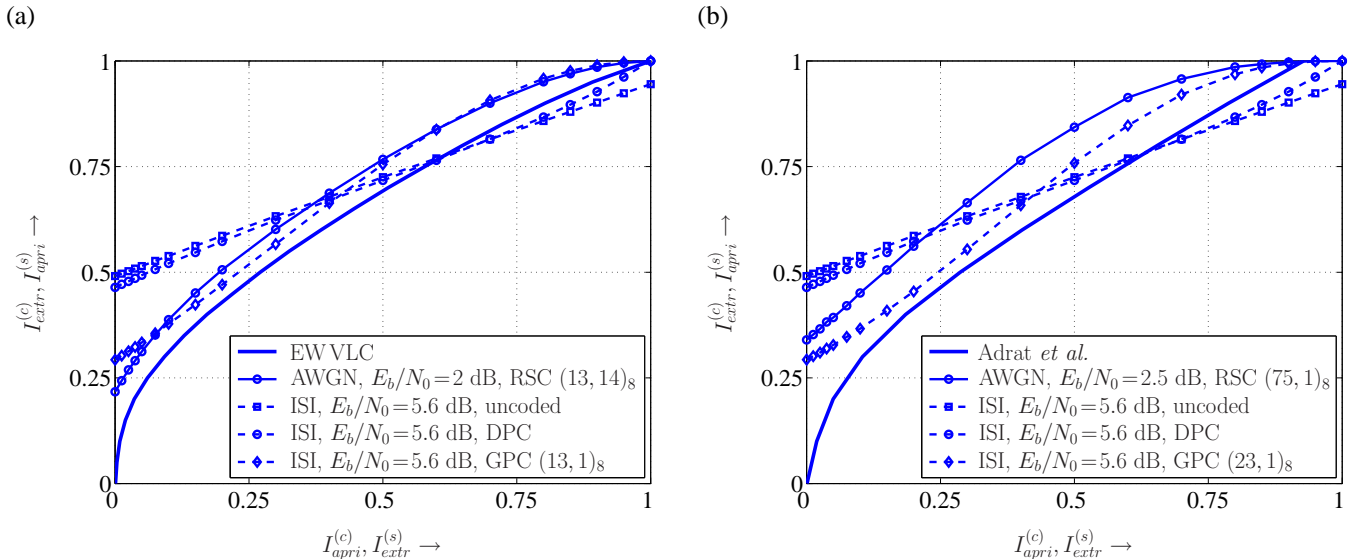 (a)
1
0.75
0.5
0.25
0
0
0.25
0.5
0.75
1
I_{extr}^{(c)}, I_{apri}^{(s)} →
I_{apri}^{(c)}, I_{extr}^{(s)} →
EW VLC
AWGN, E_b/N_0=2 dB, RSC (13, 14)_8
ISI, E_b/N_0=5.6 dB, uncoded
ISI, E_b/N_0=5.6 dB, DPC
ISI, E_b/N_0=5.6 dB, GPC (13, 1)_8
(b)
1
0.75
0.5
0.25
0
0
0.25
0.5
0.75
1
I_{extr}^{(c)}, I_{apri}^{(s)} →
I_{apri}^{(c)}, I_{extr}^{(s)} →
Adrat et al.
AWGN, E_b/N_0=2.5 dB, RSC (75, 1)_8
ISI, E_b/N_0=5.6 dB, uncoded
ISI, E_b/N_0=5.6 dB, DPC
ISI, E_b/N_0=5.6 dB, GPC (23, 1)_8